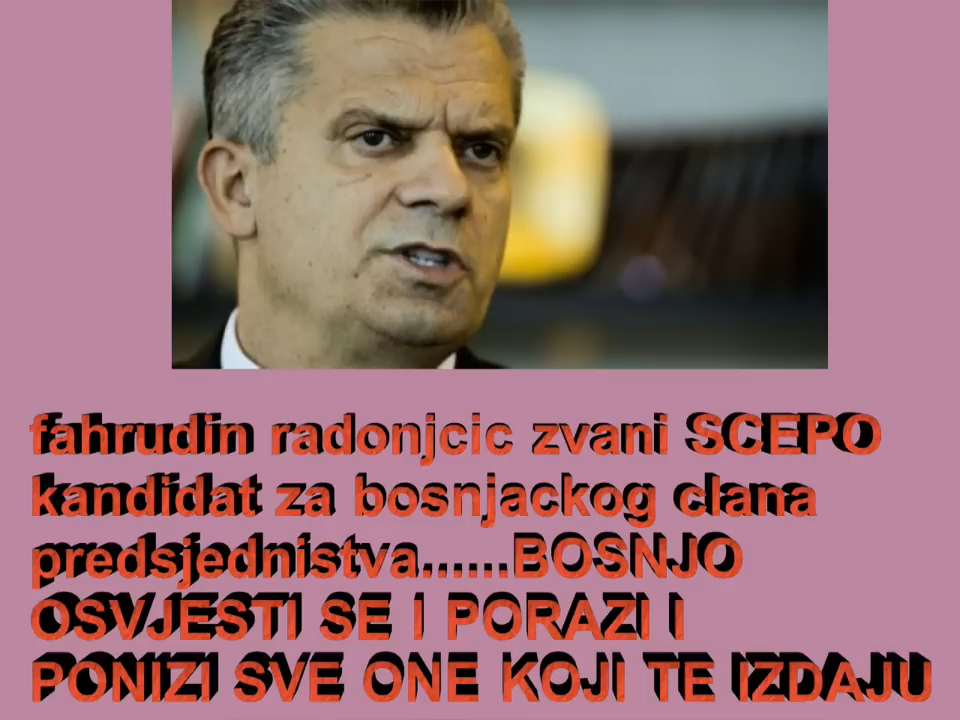 fahrudin radonjcic zvani SCEPO
kandidat za bosnjackog clana
predsjednistva......BOSNJO
OSVJESTI SE I PORAZI I
PONIZI SVE ONE KOJI TE IZDAJU